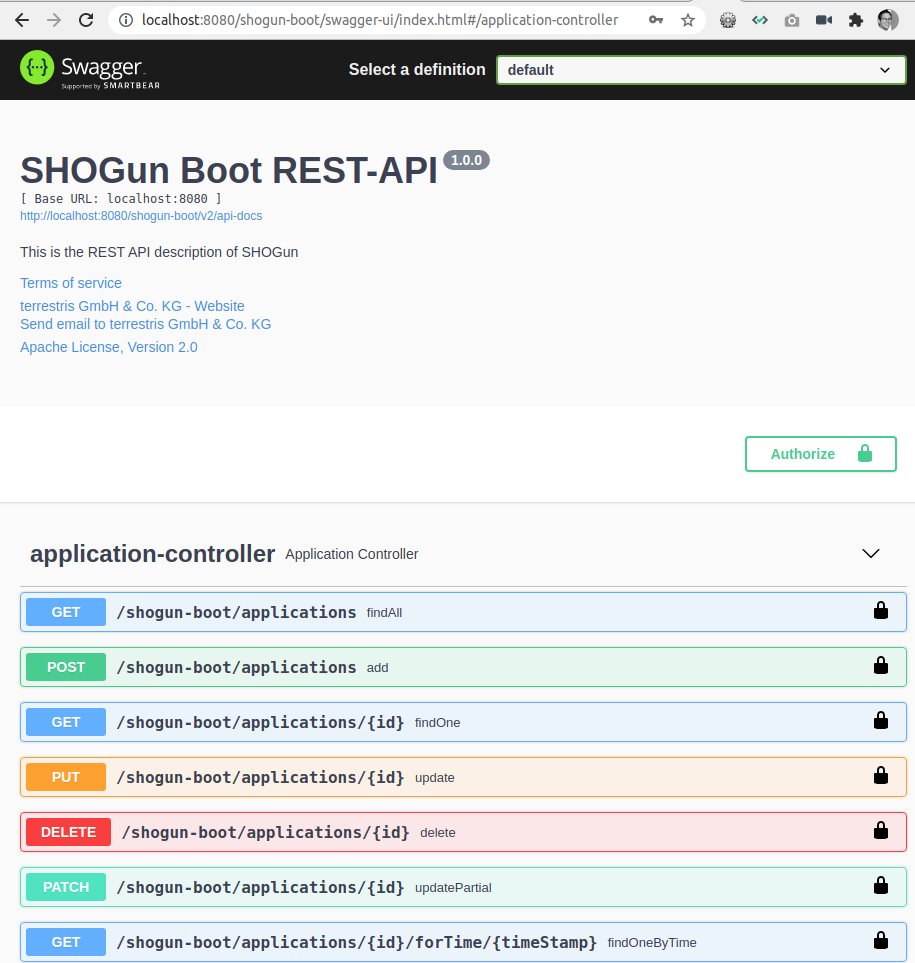 localhost:8080/shogun-boot/swagger-ui/index.html#/application-controller
{···} Swagger
Supported by SMARTBEAR
Select a definition default
SHOGun Boot REST-API 1.0.0
[ Base URL: localhost:8080 ]
http://localhost:8080/shogun-boot/v2/api-docs
This is the REST API description of SHOGun
Terms of service
terrestris GmbH & Co. KG - Website
Send email to terrestris GmbH & Co. KG
Apache License, Version 2.0
Authorize
application-controller Application Controller
GET /shogun-boot/applications findAll
POST /shogun-boot/applications add
GET /shogun-boot/applications/{id} findOne
PUT /shogun-boot/applications/{id} update
DELETE /shogun-boot/applications/{id} delete
PATCH /shogun-boot/applications/{id} updatePartial
GET /shogun-boot/applications/{id}/forTime/{timeStamp} findOneByTime